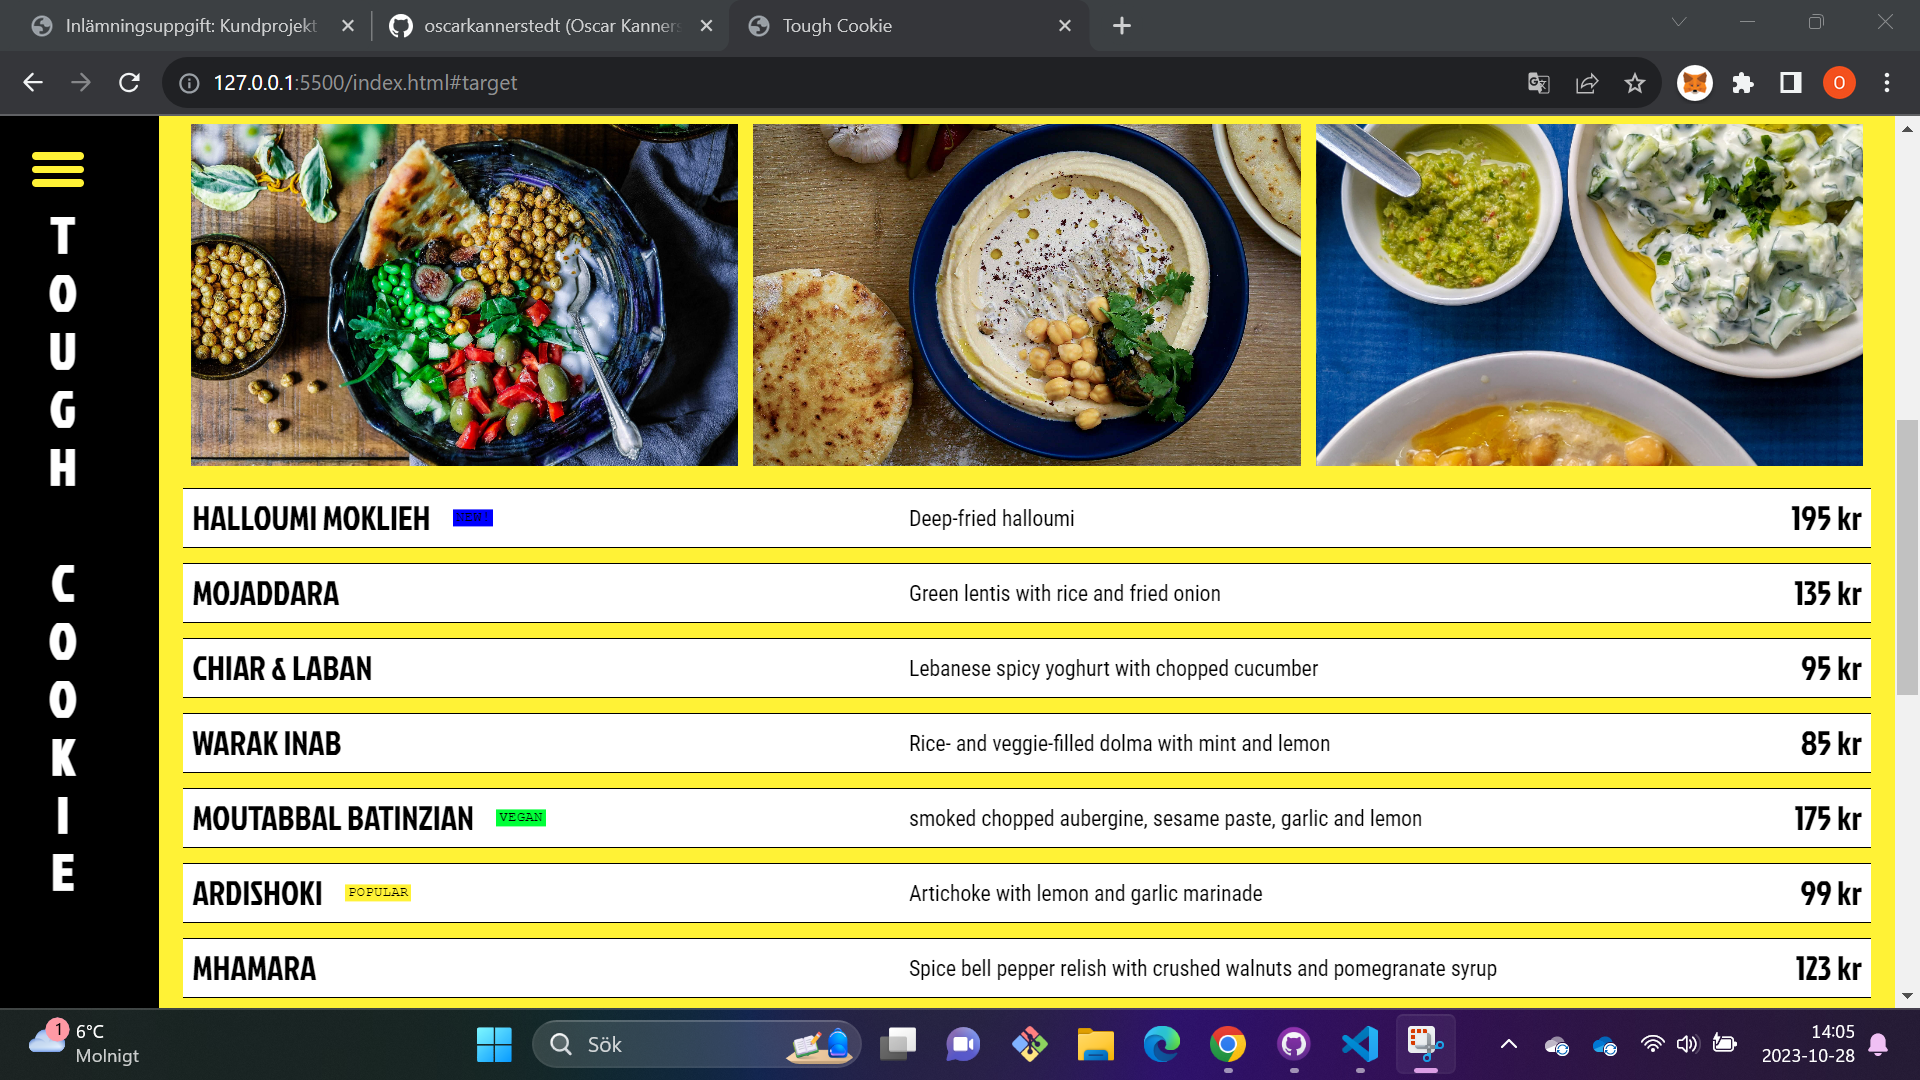 Inlämningsuppgift: Kundprojekt
oscarkannerstedt (Oscar Kanners
Tough Cookie
127.0.0.1:5500/index.html#target
O
TOUGH COOKIE
HALLOUMI MOKLIEH NEW! Deep-fried halloumi 195 kr
MOJADDARA Green lentis with rice and fried onion 135 kr
CHIAR & LABAN Lebanese spicy yoghurt with chopped cucumber 95 kr
WARAK INAB Rice- and veggie-filled dolma with mint and lemon 85 kr
MOUTABBAL BATINZIAN VEGAN smoked chopped aubergine, sesame paste, garlic and lemon 175 kr
ARDISHOKI POPULAR Artichoke with lemon and garlic marinade 99 kr
MHAMARA Spice bell pepper relish with crushed walnuts and pomegranate syrup 123 kr
1
6°C
Molnigt
Sök
14:05
2023-10-28